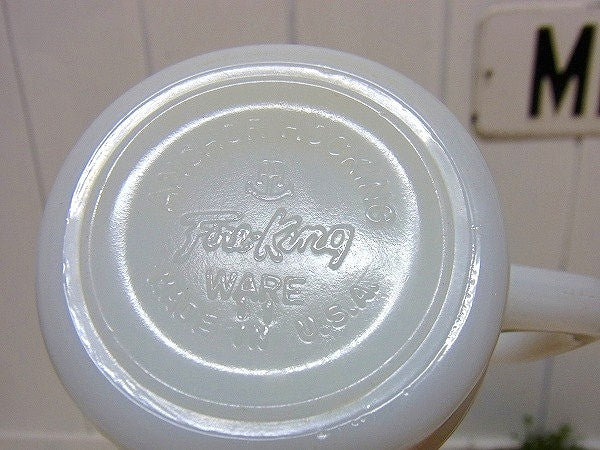 ANCHOR HOCKING
Fire-King
WARE
MADE IN U.S.A.
M